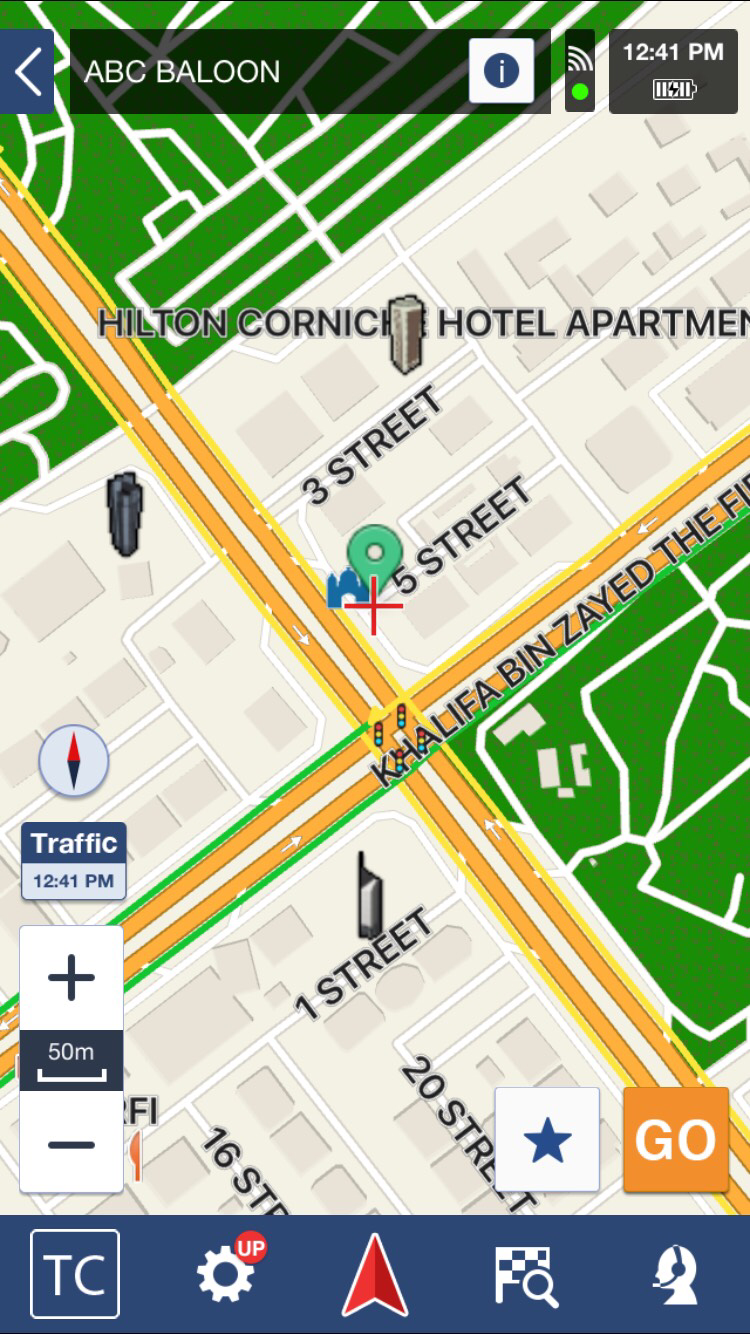 ABC BALOON
i
12:41 PM
HILTON CORNICHE HOTEL APARTMEN
3 STREET
5 STREET
KHALIFA BIN ZAYED THE FI
Traffic
12:41 PM
1 STREET
50m
RFI
20 STREET
16 STR
GO
TC
UP